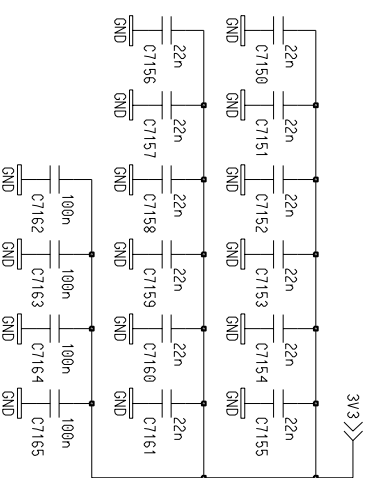 3V3
22n
C7150
GND
22n
C7151
GND
22n
C7152
GND
22n
C7153
GND
22n
C7154
GND
22n
C7155
GND
22n
C7156
GND
22n
C7157
GND
22n
C7158
GND
22n
C7159
GND
22n
C7160
GND
22n
C7161
GND
100n
C7162
GND
100n
C7163
GND
100n
C7164
GND
100n
C7165
GND